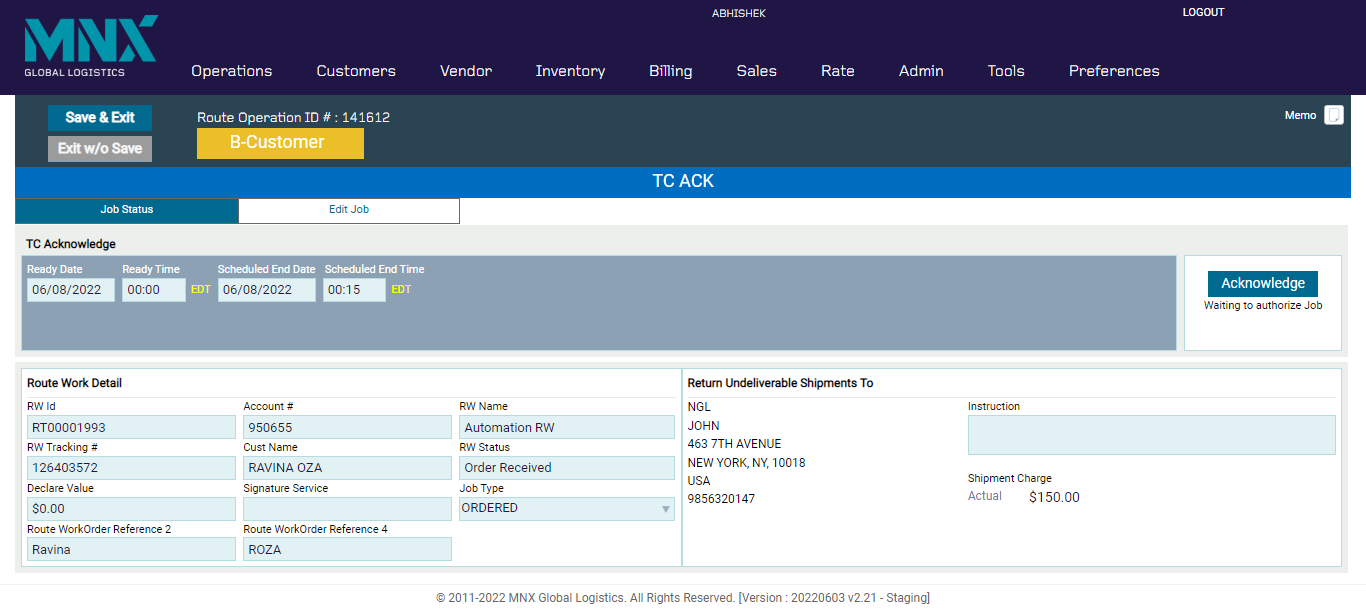 ABHISHEK
LOGOUT
MNX
GLOBAL LOGISTICS
Operations Customers Vendor Inventory Billing Sales Rate Admin Tools Preferences
Save & Exit
Exit w/o Save
Route Operation ID # : 141612
B-Customer
Memo
TC ACK
Job Status Edit Job
TC Acknowledge
Ready Date Ready Time Scheduled End Date Scheduled End Time
06/08/2022 00:00 EDT 06/08/2022 00:15 EDT
Acknowledge
Waiting to authorize Job
Route Work Detail
RW Id Account # RW Name
RT00001993 950655 Automation RW
RW Tracking # Cust Name RW Status
126403572 RAVINA OZA Order Received
Declare Value Signature Service Job Type
$0.00 ORDERED
Route WorkOrder Reference 2 Route WorkOrder Reference 4
Ravina ROZA
Return Undeliverable Shipments To
NGL
JOHN
463 7TH AVENUE
NEW YORK, NY, 10018
USA
9856320147
Instruction
Shipment Charge
Actual $150.00
© 2011-2022 MNX Global Logistics. All Rights Reserved. [Version : 20220603 v2.21 - Staging]